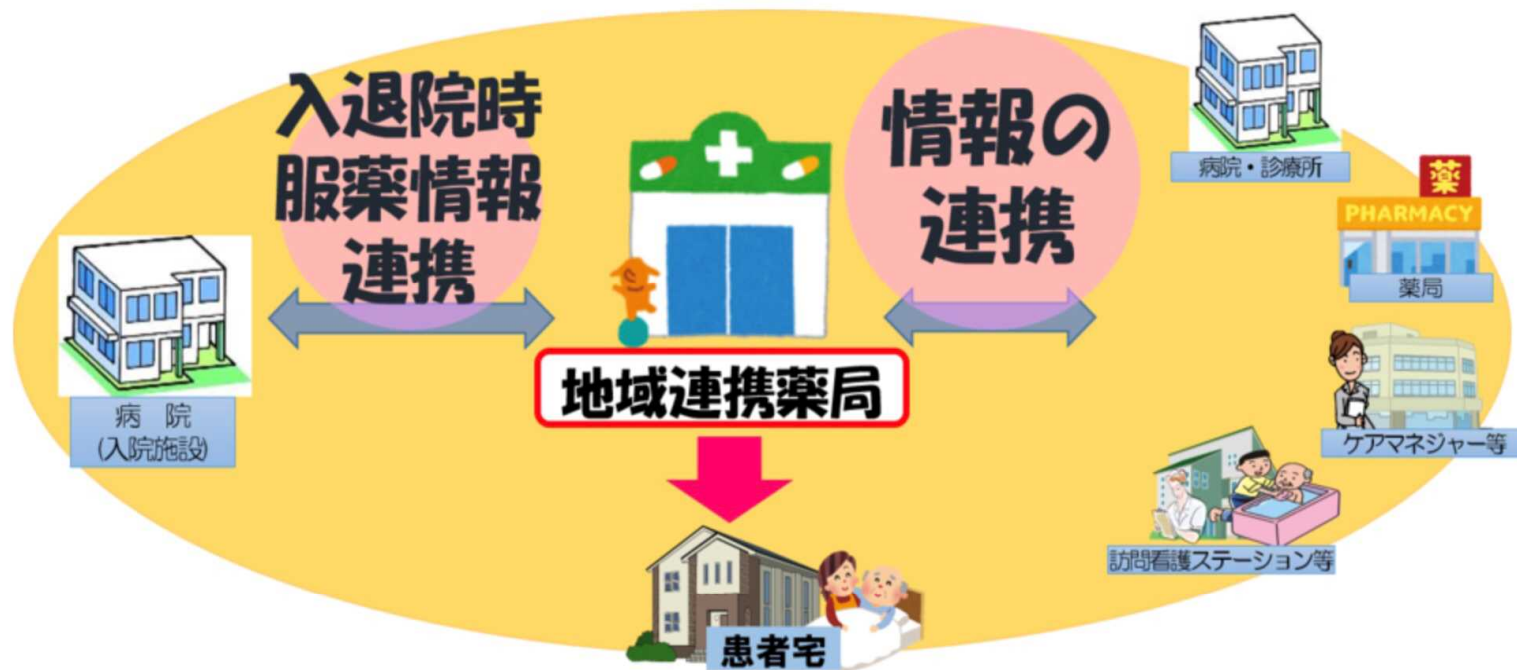 入退院時
服薬情報
連携
情報の
連携
病院・診療所
薬
PHARMACY
薬局
病 院
(入院施設)
地域連携薬局
ケアマネジャー等
訪問看護ステーション等
患者宅